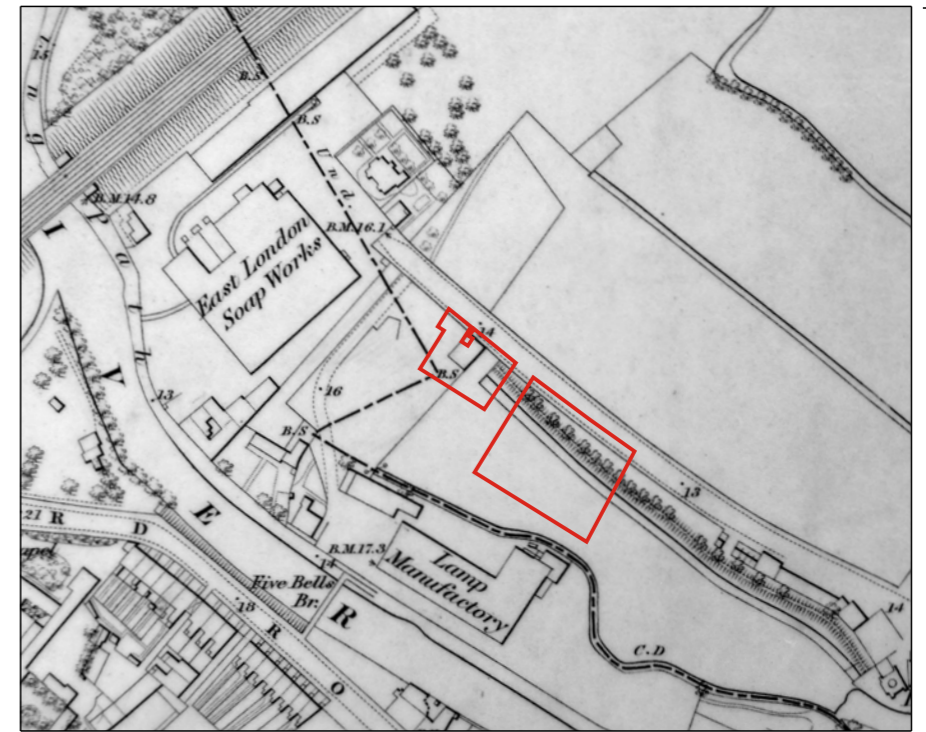 15
n
g
B.S
B.S
U n d.
B.M.14.8
P
a
t
h
B.M.16.1
East London
Soap Works
I
V
E
R
13
16
14
B.S
B.S
13
21
R
D
R
O
B.M.17.3
14
Lamp
Manufactory
Five Bells
Br.
18
C.D
14